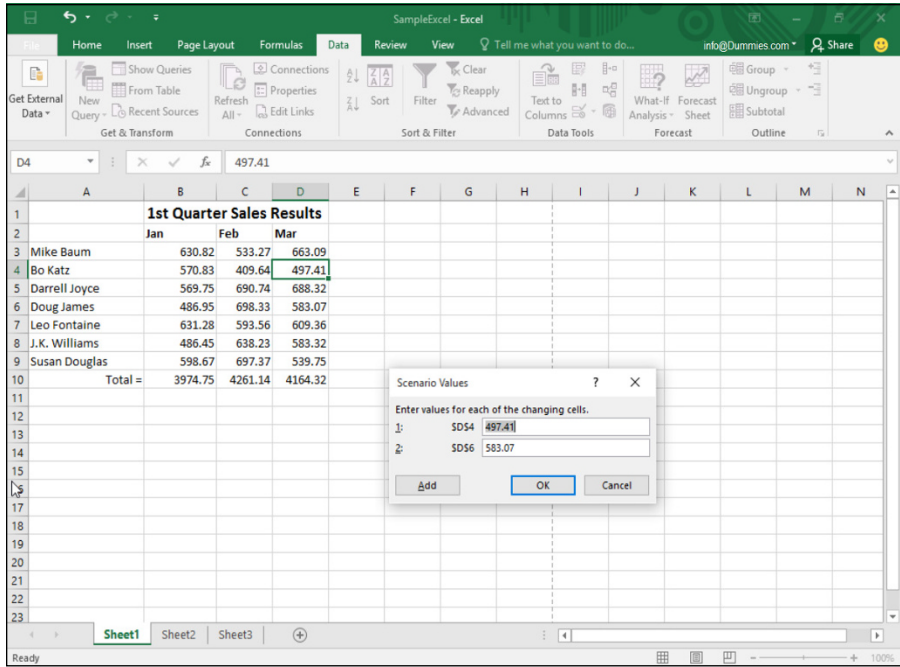 SampleExcel - Excel
File Home Insert Page Layout Formulas Data Review View Tell me what you want to do... info@Dummies.com Share
Get External Data
New Query
Show Queries
From Table
Recent Sources
Get & Transform
Refresh All
Connections
Properties
Edit Links
Connections
Sort
Filter
Clear
Reapply
Advanced
Sort & Filter
Text to Columns
Data Tools
What-If Analysis
Forecast Sheet
Forecast
Group
Ungroup
Subtotal
Outline
D4 fx 497.41
A B C D E F G H I J K L M N
1 1st Quarter Sales Results
2 Jan Feb Mar
3 Mike Baum 630.82 533.27 663.09
4 Bo Katz 570.83 409.64 497.41
5 Darrell Joyce 569.75 690.74 688.32
6 Doug James 486.95 698.33 583.07
7 Leo Fontaine 631.28 593.56 609.36
8 J.K. Williams 486.45 638.23 583.32
9 Susan Douglas 598.67 697.37 539.75
10 Total = 3974.75 4261.14 4164.32
11
12
13
14
15
17
18
19
20
21
22
23
Scenario Values ?
Enter values for each of the changing cells.
1: $D$4 497.41
2: $D$6 583.07
Add OK Cancel
Sheet1 Sheet2 Sheet3
Ready 100%